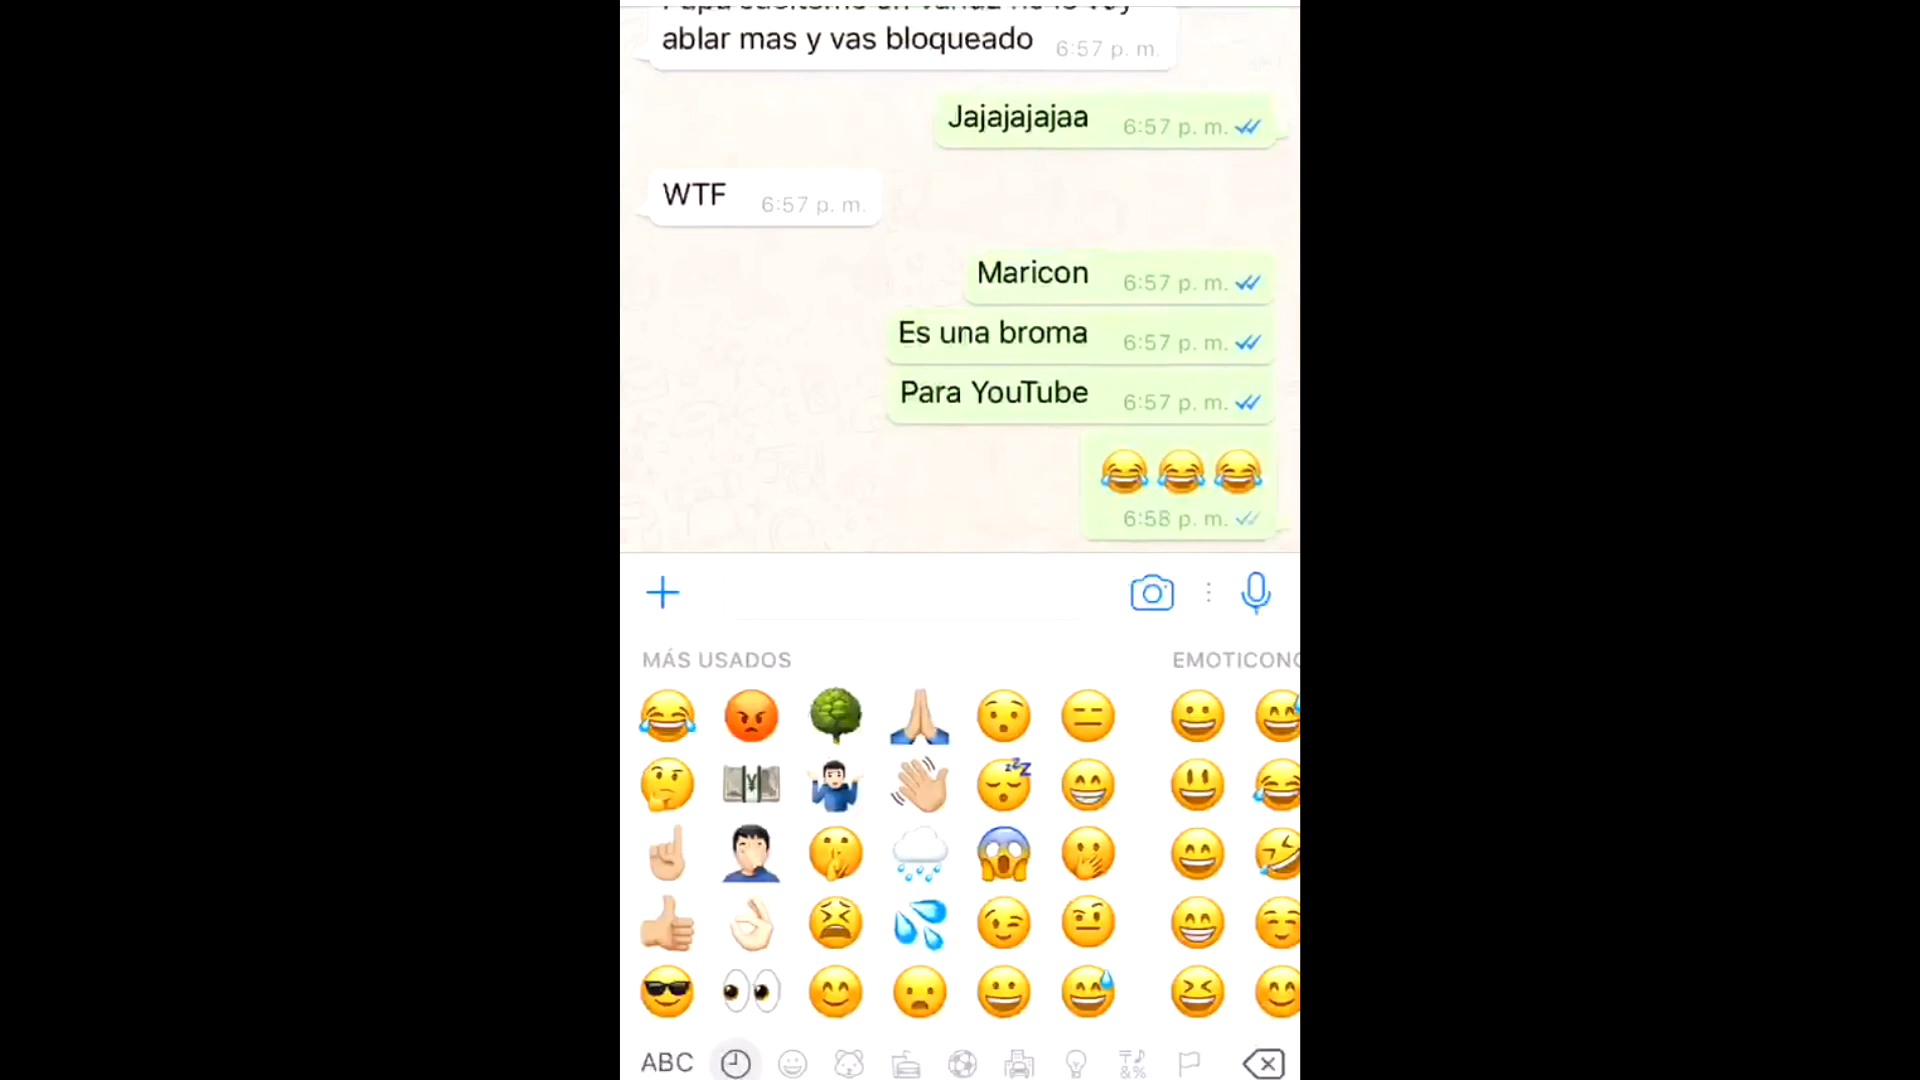 ablar mas y vas bloqueado 6:57 p. m.
Jajajajajaa 6:57 p. m.
WTF 6:57 p. m.
Maricon 6:57 p. m.
Es una broma 6:57 p. m.
Para YouTube 6:57 p. m.
6:58 p. m.
MÁS USADOS EMOTICONO
ABC